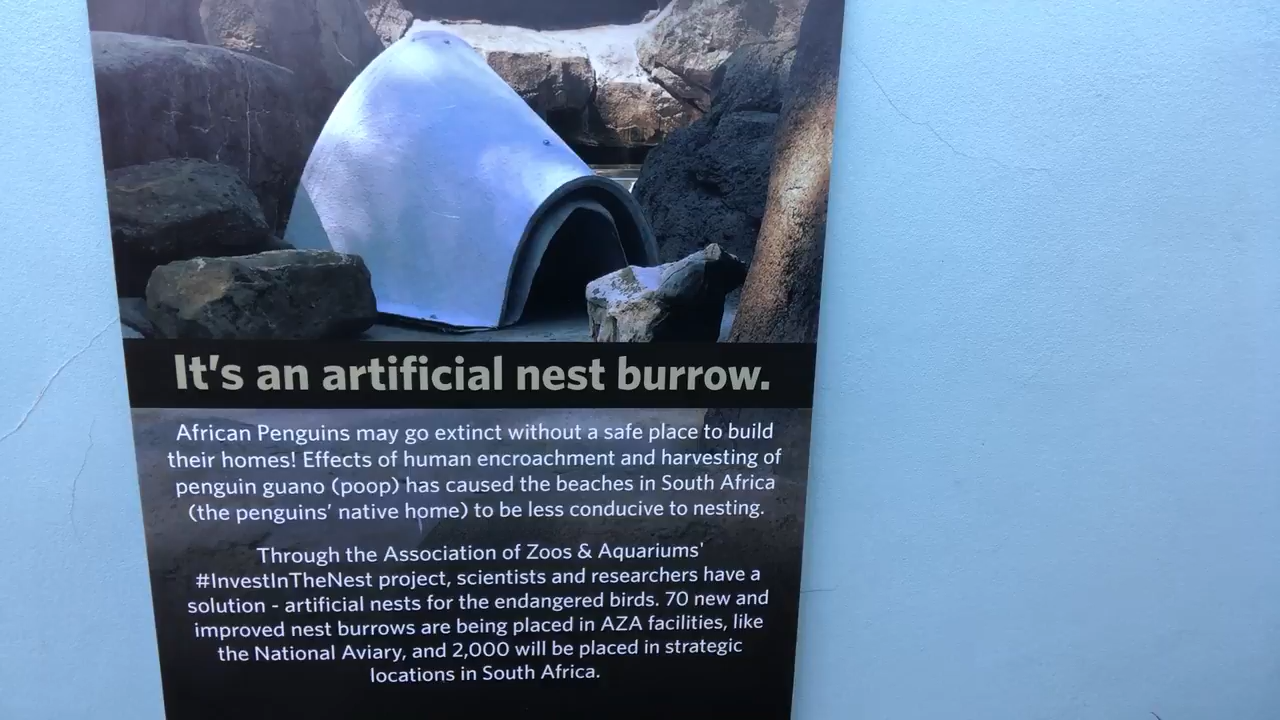 It's an artificial nest burrow.
African Penguins may go extinct without a safe place to build
their homes! Effects of human encroachment and harvesting of
penguin guano (poop) has caused the beaches in South Africa
(the penguins' native home) to be less conducive to nesting.
Through the Association of Zoos & Aquariums'
#InvestInTheNest project, scientists and researchers have a
solution - artificial nests for the endangered birds. 70 new and
improved nest burrows are being placed in AZA facilities, like
the National Aviary, and 2,000 will be placed in strategic
locations in South Africa.